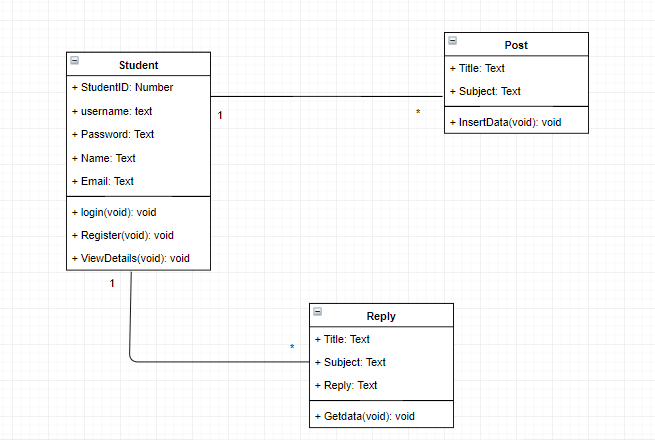 Student
+ StudentID: Number
+ username: text
+ Password: Text
+ Name: Text
+ Email: Text
+ login(void): void
+ Register(void): void
+ ViewDetails(void): void
1
*
Post
+ Title: Text
+ Subject: Text
+ InsertData(void): void
1
*
Reply
+ Title: Text
+ Subject: Text
+ Reply: Text
+ Getdata(void): void